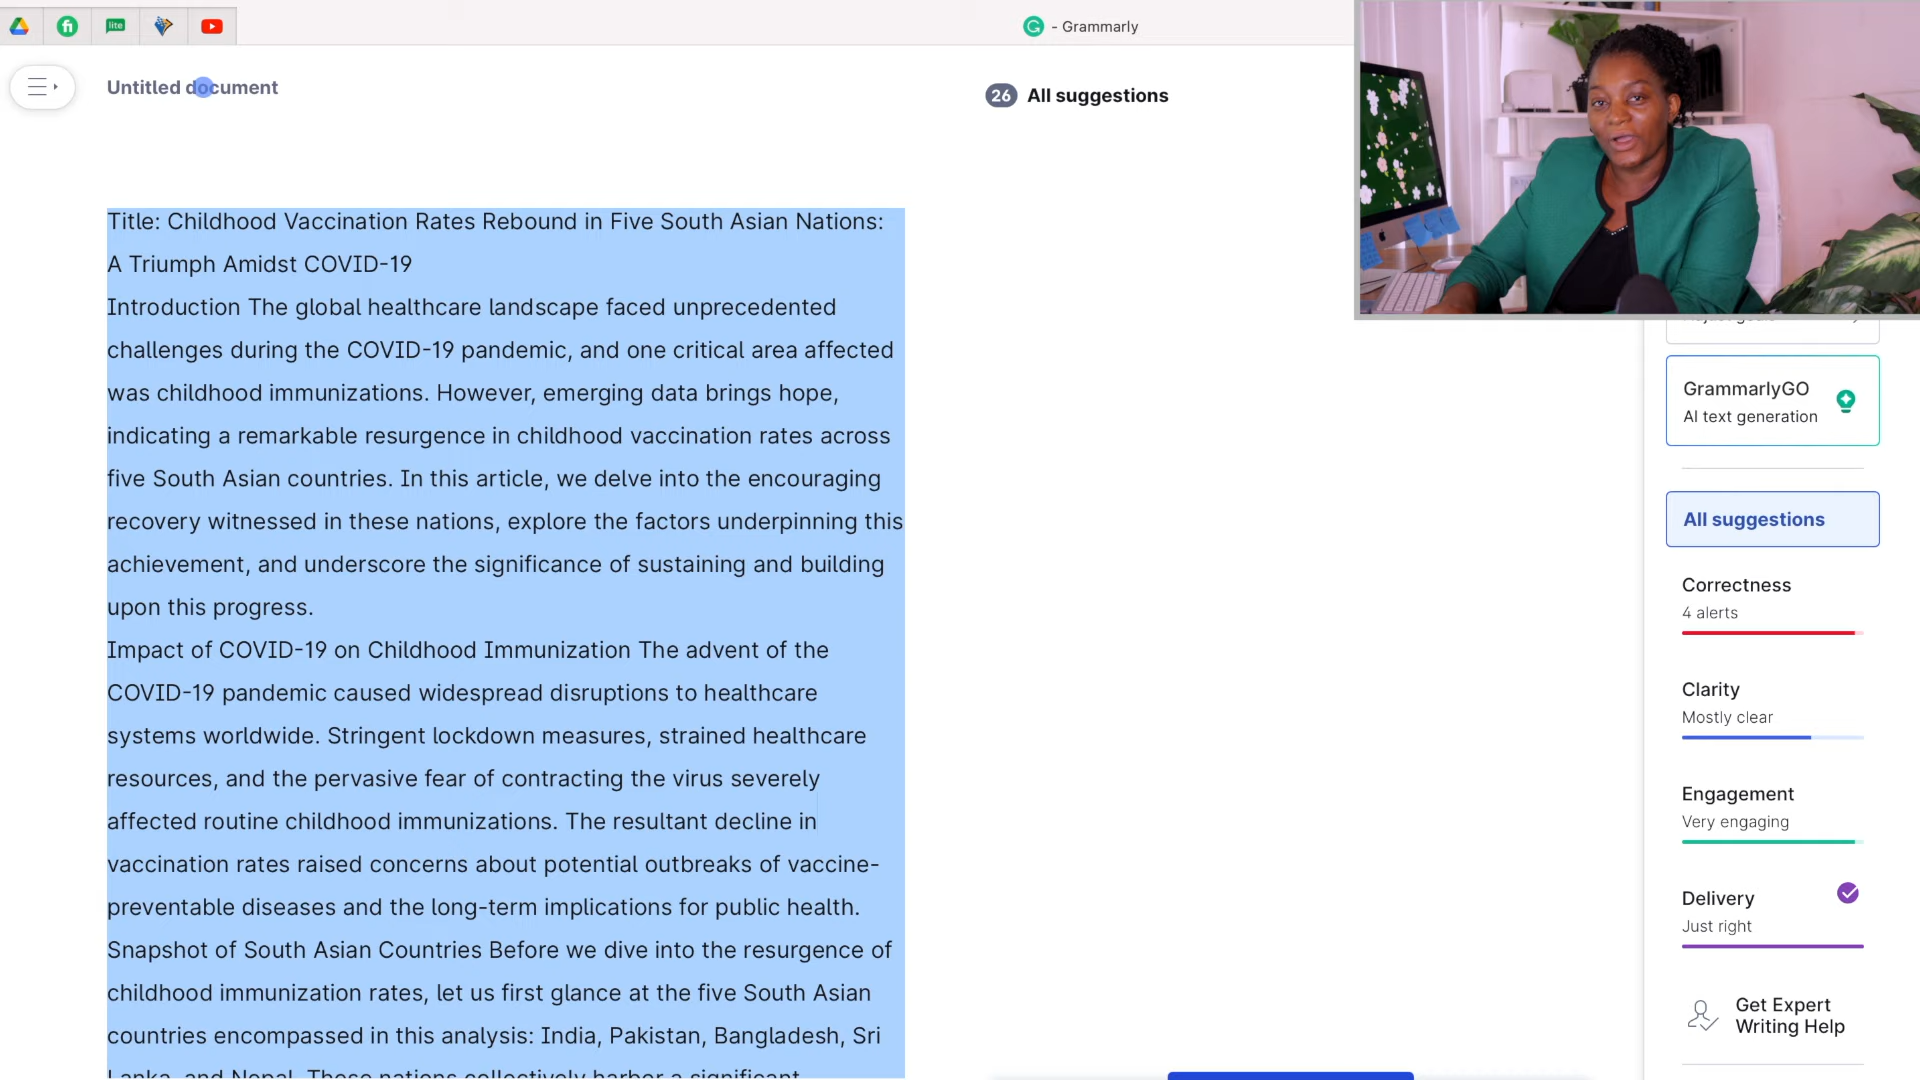 lite
- Grammarly
Untitled document
26 All suggestions
Title: Childhood Vaccination Rates Rebound in Five South Asian Nations:
A Triumph Amidst COVID-19
Introduction The global healthcare landscape faced unprecedented
challenges during the COVID-19 pandemic, and one critical area affected
was childhood immunizations. However, emerging data brings hope,
indicating a remarkable resurgence in childhood vaccination rates across
five South Asian countries. In this article, we delve into the encouraging
recovery witnessed in these nations, explore the factors underpinning this
achievement, and underscore the significance of sustaining and building
upon this progress.
Impact of COVID-19 on Childhood Immunization The advent of the
COVID-19 pandemic caused widespread disruptions to healthcare
systems worldwide. Stringent lockdown measures, strained healthcare
resources, and the pervasive fear of contracting the virus severely
affected routine childhood immunizations. The resultant decline in
vaccination rates raised concerns about potential outbreaks of vaccine-
preventable diseases and the long-term implications for public health.
Snapshot of South Asian Countries Before we dive into the resurgence of
childhood immunization rates, let us first glance at the five South Asian
countries encompassed in this analysis: India, Pakistan, Bangladesh, Sri
Lanka, and Nepal. These nations collectively harbor a significant
GrammarlyGO
AI text generation
All suggestions
Correctness
4 alerts
Clarity
Mostly clear
Engagement
Very engaging
Delivery
Just right
Get Expert
Writing Help